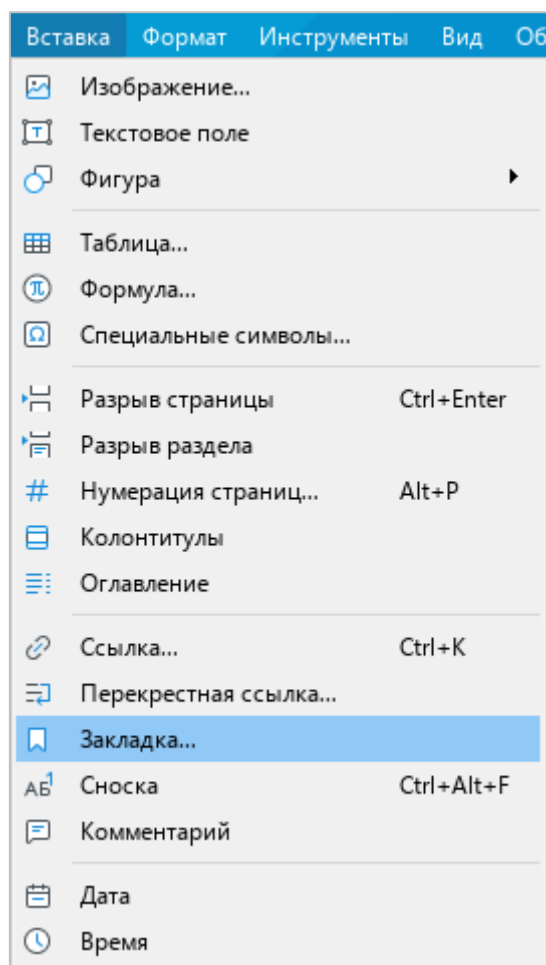 Вставка Формат Инструменты Вид Об
Изображение...
Текстовое поле
Фигура
Таблица...
Формула...
Специальные символы...
Разрыв страницы Ctrl+Enter
Разрыв раздела
Нумерация страниц... Alt+P
Колонтитулы
Оглавление
Ссылка... Ctrl+K
Перекрестная ссылка...
Закладка...
Сноска Ctrl+Alt+F
Комментарий
Дата
Время